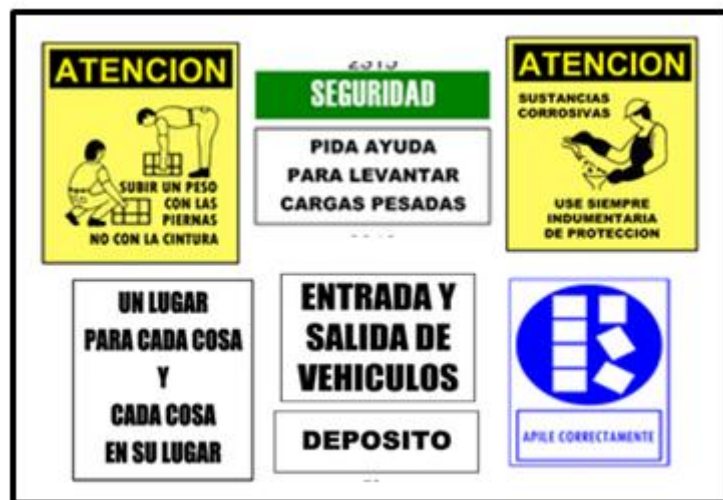 ATENCION
SUBIR UN PESO
CON LAS
PIERNAS
NO CON LA CINTURA
SEGURIDAD
PIDA AYUDA
PARA LEVANTAR
CARGAS PESADAS
ATENCION
SUSTANCIAS
CORROSIVAS
USE SIEMPRE
INDUMENTARIA
DE PROTECCION
UN LUGAR
PARA CADA COSA
Y
CADA COSA
EN SU LUGAR
ENTRADA Y
SALIDA DE
VEHICULOS
DEPOSITO
APILE CORRECTAMENTE